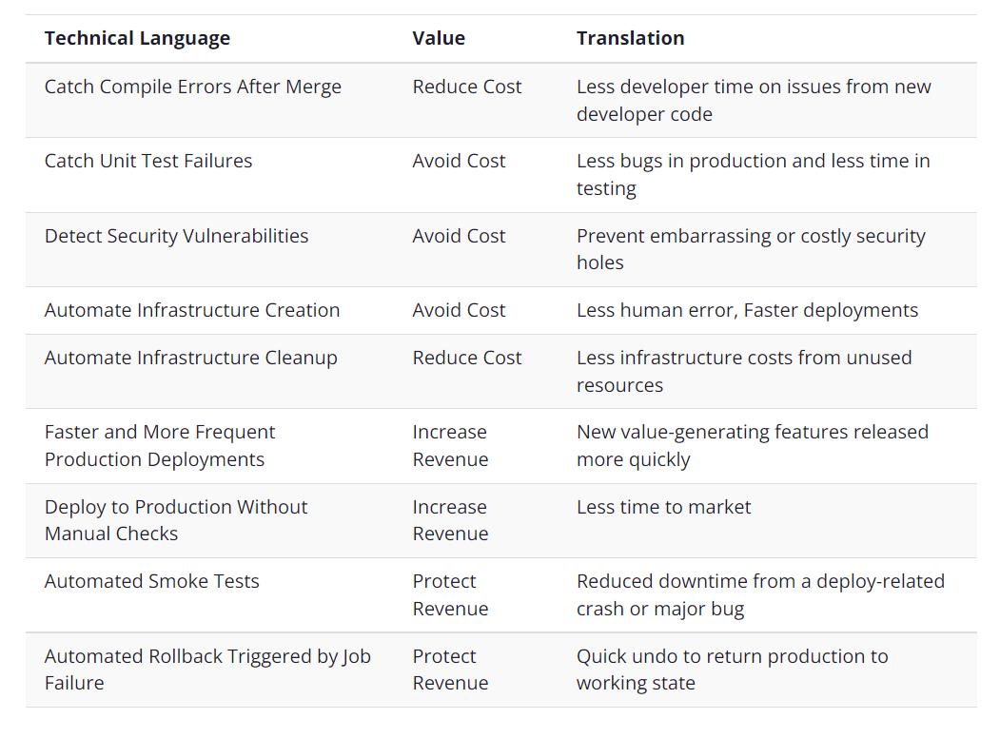 Technical Language Value Translation
Catch Compile Errors After Merge Reduce Cost Less developer time on issues from new
developer code
Catch Unit Test Failures Avoid Cost Less bugs in production and less time in
testing
Detect Security Vulnerabilities Avoid Cost Prevent embarrassing or costly security
holes
Automate Infrastructure Creation Avoid Cost Less human error, Faster deployments
Automate Infrastructure Cleanup Reduce Cost Less infrastructure costs from unused
resources
Faster and More Frequent Increase New value-generating features released
Production Deployments Revenue more quickly
Deploy to Production Without Increase Less time to market
Manual Checks Revenue
Automated Smoke Tests Protect Reduced downtime from a deploy-related
Revenue crash or major bug
Automated Rollback Triggered by Job Protect Quick undo to return production to
Failure Revenue working state